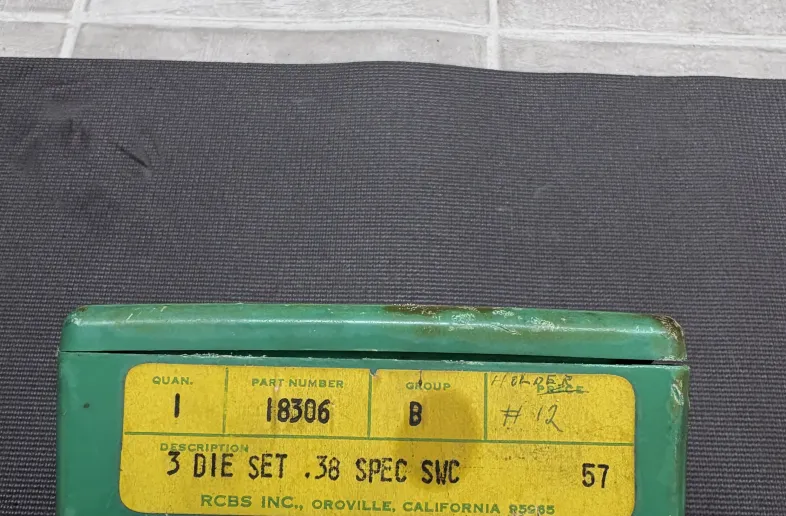 QUAN. PART NUMBER GROUP HOLDER PRICE
1 18306 B # 12
DESCRIPTION
3 DIE SET .38 SPEC SWC 57
RCBS INC., OROVILLE, CALIFORNIA 95965